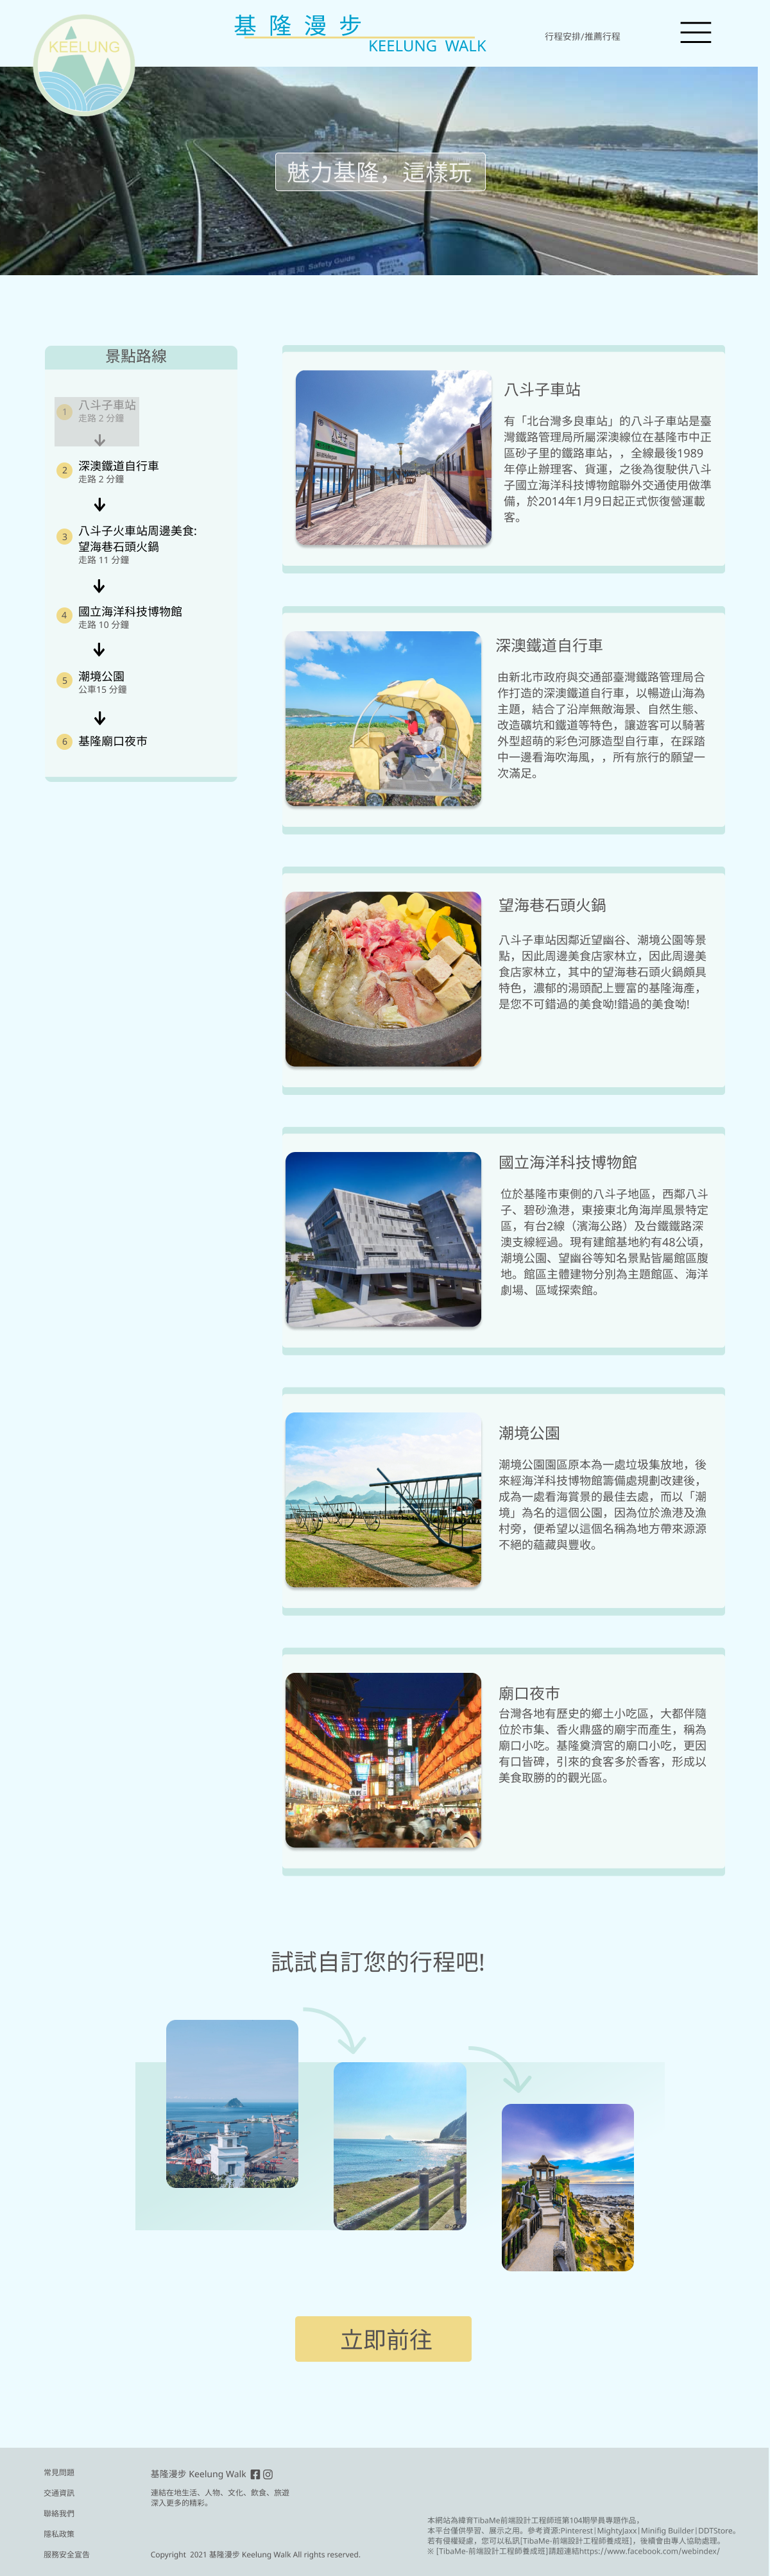 KEELUNG
基隆漫步
KEELUNG WALK
行程安排/推薦行程
魅力基隆，這樣玩
Safety Guide
景點路線
1 八斗子車站
走路 2 分鐘
2 深澳鐵道自行車
走路 2 分鐘
3 八斗子火車站周邊美食:
望海巷石頭火鍋
走路 11 分鐘
4 國立海洋科技博物館
走路 10 分鐘
5 潮境公園
公車15 分鐘
6 基隆廟口夜市
八斗子車站
有「北台灣多良車站」的八斗子車站是臺
灣鐵路管理局所屬深澳線位在基隆市中正
區砂子里的鐵路車站，，全線最後1989
年停止辦理客、貨運，之後為復駛供八斗
子國立海洋科技博物館聯外交通使用做準
備，於2014年1月9日起正式恢復營運載
客。
八斗子
深澳鐵道自行車
由新北市政府與交通部臺灣鐵路管理局合
作打造的深澳鐵道自行車，以暢遊山海為
主題，結合了沿岸無敵海景、自然生態、
改造礦坑和鐵道等特色，讓遊客可以騎著
外型超萌的彩色河豚造型自行車，在踩踏
中一邊看海吹海風，，所有旅行的願望一
次滿足。
望海巷石頭火鍋
八斗子車站因鄰近望幽谷、潮境公園等景
點，因此周邊美食店家林立，因此周邊美
食店家林立，其中的望海巷石頭火鍋頗具
特色，濃郁的湯頭配上豐富的基隆海產，
是您不可錯過的美食呦!錯過的美食呦!
國立海洋科技博物館
位於基隆市東側的八斗子地區，西鄰八斗
子、碧砂漁港，東接東北角海岸風景特定
區，有台2線（濱海公路）及台鐵鐵路深
澳支線經過。現有建館基地約有48公頃，
潮境公園、望幽谷等知名景點皆屬館區腹
地。館區主體建物分別為主題館區、海洋
劇場、區域探索館。
潮境公園
潮境公園園區原本為一處垃圾集放地，後
來經海洋科技博物館籌備處規劃改建後，
成為一處看海賞景的最佳去處，而以「潮
境」為名的這個公園，因為位於漁港及漁
村旁，便希望以這個名稱為地方帶來源源
不絕的蘊藏與豐收。
廟口夜市
台灣各地有歷史的鄉土小吃區，大都伴隨
位於市集、香火鼎盛的廟宇而產生，稱為
廟口小吃。基隆奠濟宮的廟口小吃，更因
有口皆碑，引來的食客多於香客，形成以
美食取勝的的觀光區。
試試自訂您的行程吧!
立即前往
常見問題
交通資訊
聯絡我們
隱私政策
服務安全宣告
基隆漫步 Keelung Walk
連結在地生活、人物、文化、飲食、旅遊
深入更多的精彩。
Copyright 2021 基隆漫步 Keelung Walk All rights reserved.
本網站為緯育TibaMe前端設計工程師班第104期學員專題作品，
本平台僅供學習、展示之用。參考資源:Pinterest|MightyJaxx|Minifig Builder|DDTStore。
若有侵權疑慮，您可以私訊[TibaMe-前端設計工程師養成班]，後續會由專人協助處理。
※ [TibaMe-前端設計工程師養成班]請超連結https://www.facebook.com/webindex/